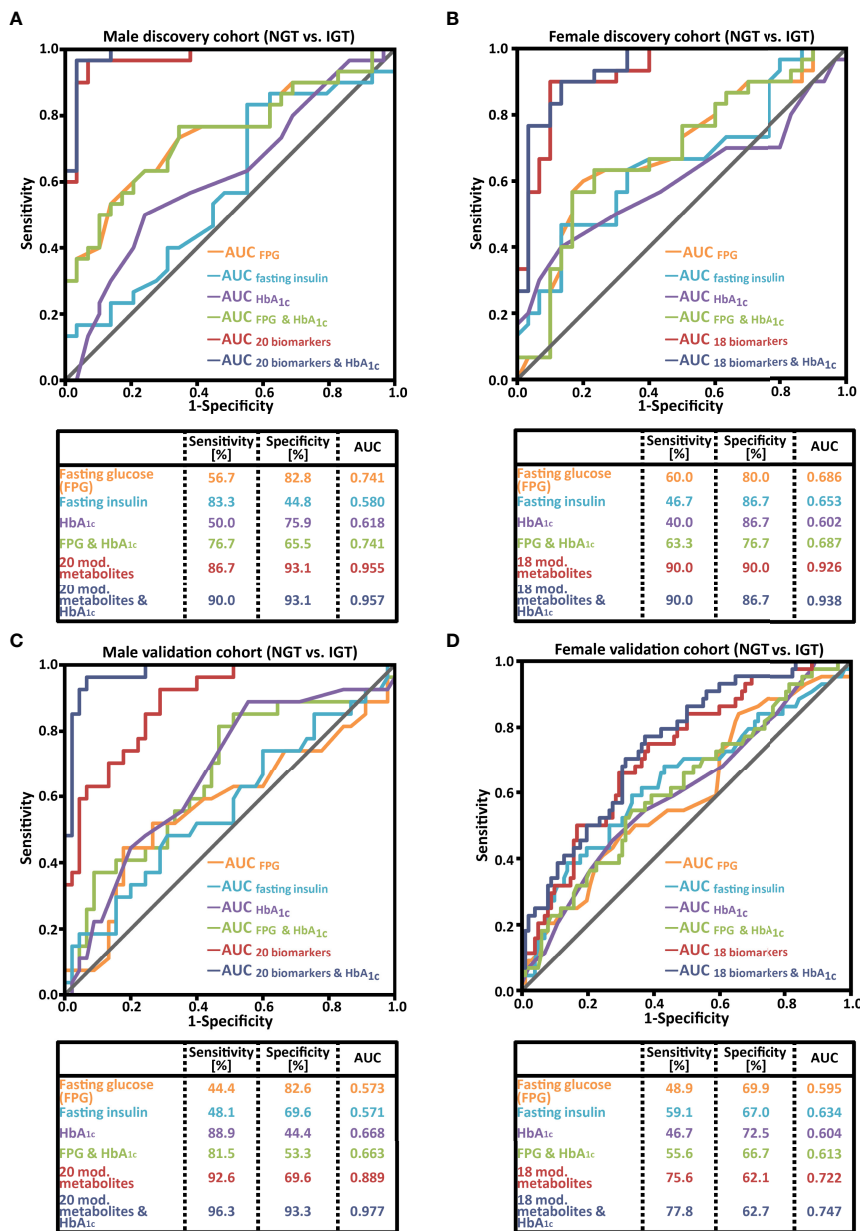 A
Male discovery cohort (NGT vs. IGT)
1.0
0.8
0.6
0.4
0.2
0.0
Sensitivity
AUC FPG
AUC fasting insulin
AUC HbA1c
AUC FPG & HbA1c
AUC 20 biomarkers
AUC 20 biomarkers & HbA1c
0.0 0.2 0.4 0.6 0.8 1.0
1-Specificity
Sensitivity [%] Specificity [%] AUC
Fasting glucose (FPG) 56.7 82.8 0.741
Fasting insulin 83.3 44.8 0.580
HbA1c 50.0 75.9 0.618
FPG & HbA1c 76.7 65.5 0.741
20 mod. metabolites 86.7 93.1 0.955
20 mod. metabolites & HbA1c 90.0 93.1 0.957
B
Female discovery cohort (NGT vs. IGT)
1.0
0.8
0.6
0.4
0.2
0.0
Sensitivity
AUC FPG
AUC fasting insulin
AUC HbA1c
AUC FPG & HbA1c
AUC 18 biomarkers
AUC 18 biomarkers & HbA1c
0.0 0.2 0.4 0.6 0.8 1.0
1-Specificity
Sensitivity [%] Specificity [%] AUC
Fasting glucose (FPG) 60.0 80.0 0.686
Fasting insulin 46.7 86.7 0.653
HbA1c 40.0 86.7 0.602
FPG & HbA1c 63.3 76.7 0.687
18 mod. metabolites 90.0 90.0 0.926
18 mod. metabolites & HbA1c 90.0 86.7 0.938
C
Male validation cohort (NGT vs. IGT)
1.0
0.8
0.6
0.4
0.2
0.0
Sensitivity
AUC FPG
AUC fasting insulin
AUC HbA1c
AUC FPG & HbA1c
AUC 20 biomarkers
AUC 20 biomarkers & HbA1c
0.0 0.2 0.4 0.6 0.8 1.0
1-Specificity
Sensitivity [%] Specificity [%] AUC
Fasting glucose (FPG) 44.4 82.6 0.573
Fasting insulin 48.1 69.6 0.571
HbA1c 88.9 44.4 0.668
FPG & HbA1c 81.5 53.3 0.663
20 mod. metabolites 92.6 69.6 0.889
20 mod. metabolites & HbA1c 96.3 93.3 0.977
D
Female validation cohort (NGT vs. IGT)
1.0
0.8
0.6
0.4
0.2
0.0
Sensitivity
AUC FPG
AUC fasting insulin
AUC HbA1c
AUC FPG & HbA1c
AUC 18 biomarkers
AUC 18 biomarkers & HbA1c
0.0 0.2 0.4 0.6 0.8 1.0
1-Specificity
Sensitivity [%] Specificity [%] AUC
Fasting glucose (FPG) 48.9 69.9 0.595
Fasting insulin 59.1 67.0 0.634
HbA1c 46.7 72.5 0.604
FPG & HbA1c 55.6 66.7 0.613
18 mod. metabolites 75.6 62.1 0.722
18 mod. metabolites & HbA1c 77.8 62.7 0.747